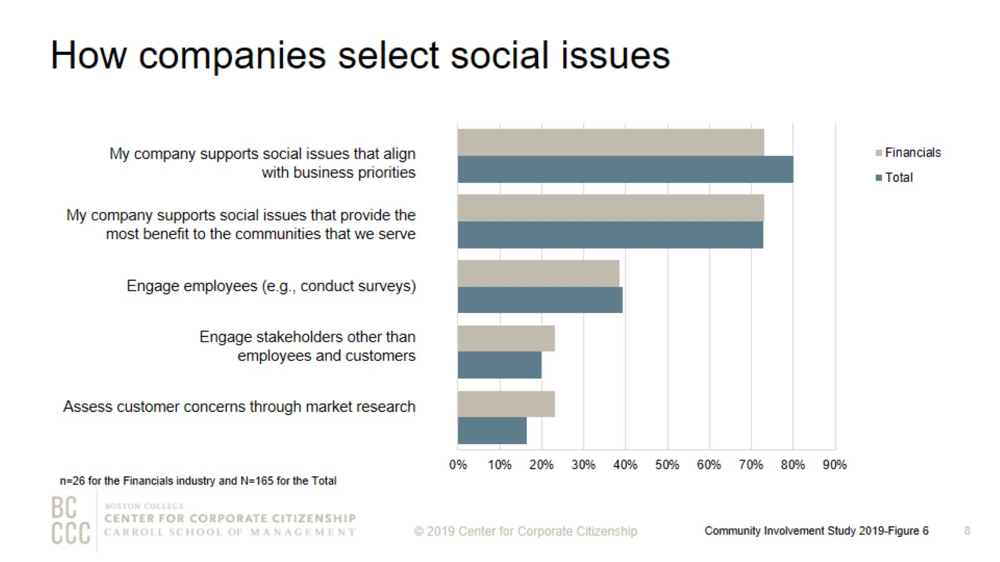 How companies select social issues
My company supports social issues that align
with business priorities
My company supports social issues that provide the
most benefit to the communities that we serve
Engage employees (e.g., conduct surveys)
Engage stakeholders other than
employees and customers
Assess customer concerns through market research
0% 10% 20% 30% 40% 50% 60% 70% 80% 90%
Financials
Total
n=26 for the Financials industry and N=165 for the Total
BC
CCC
BOSTON COLLEGE
CENTER FOR CORPORATE CITIZENSHIP
CARROLL SCHOOL OF MANAGEMENT
© 2019 Center for Corporate Citizenship
Community Involvement Study 2019-Figure 6
8